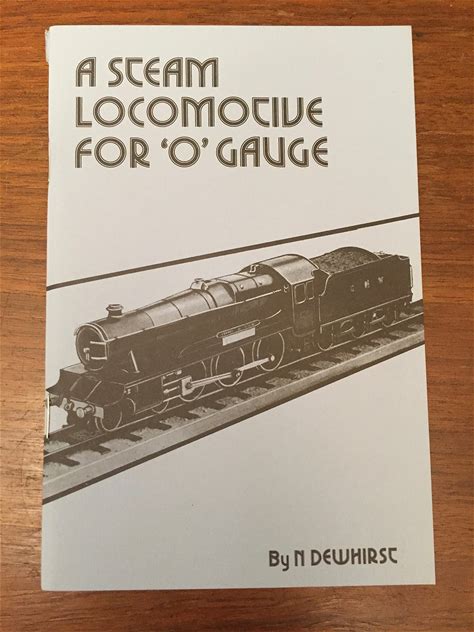 A STEAM
LOCOMOTIVE
FOR ‘O’ GAUGE
By N DEWHIRST